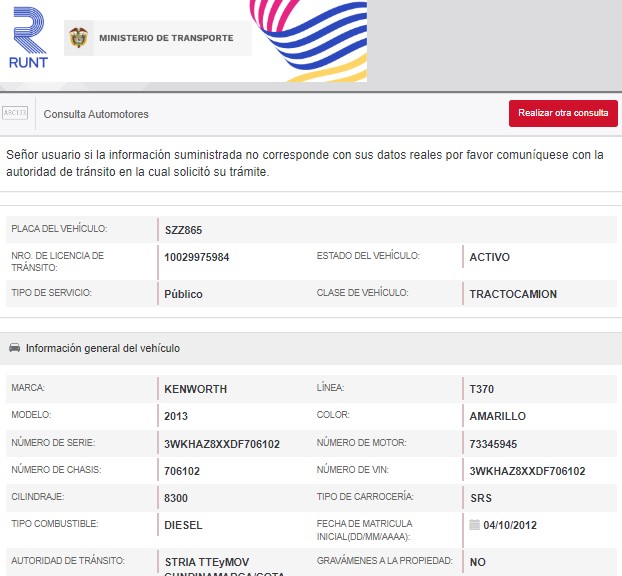 RUNT
MINISTERIO DE TRANSPORTE
ABC123
Consulta Automotores
Realizar otra consulta
Señor usuario si la información suministrada no corresponde con sus datos reales por favor comuníquese con la
autoridad de tránsito en la cual solicitó su trámite.
PLACA DEL VEHÍCULO: SZZ865
NRO. DE LICENCIA DE
TRÁNSITO: 10029975984 ESTADO DEL VEHÍCULO: ACTIVO
TIPO DE SERVICIO: Público CLASE DE VEHÍCULO: TRACTOCAMION
Información general del vehículo
MARCA: KENWORTH LÍNEA: T370
MODELO: 2013 COLOR: AMARILLO
NÚMERO DE SERIE: 3WKHAZ8XXDF706102 NÚMERO DE MOTOR: 73345945
NÚMERO DE CHASIS: 706102 NÚMERO DE VIN: 3WKHAZ8XXDF706102
CILINDRAJE: 8300 TIPO DE CARROCERÍA: SRS
TIPO COMBUSTIBLE: DIESEL FECHA DE MATRICULA
INICIAL(DD/MM/AAAA): 04/10/2012
AUTORIDAD DE TRÁNSITO: STRIA TTEyMOV GRAVÁMENES A LA PROPIEDAD: NO
CUNDINAMARCA/COTA